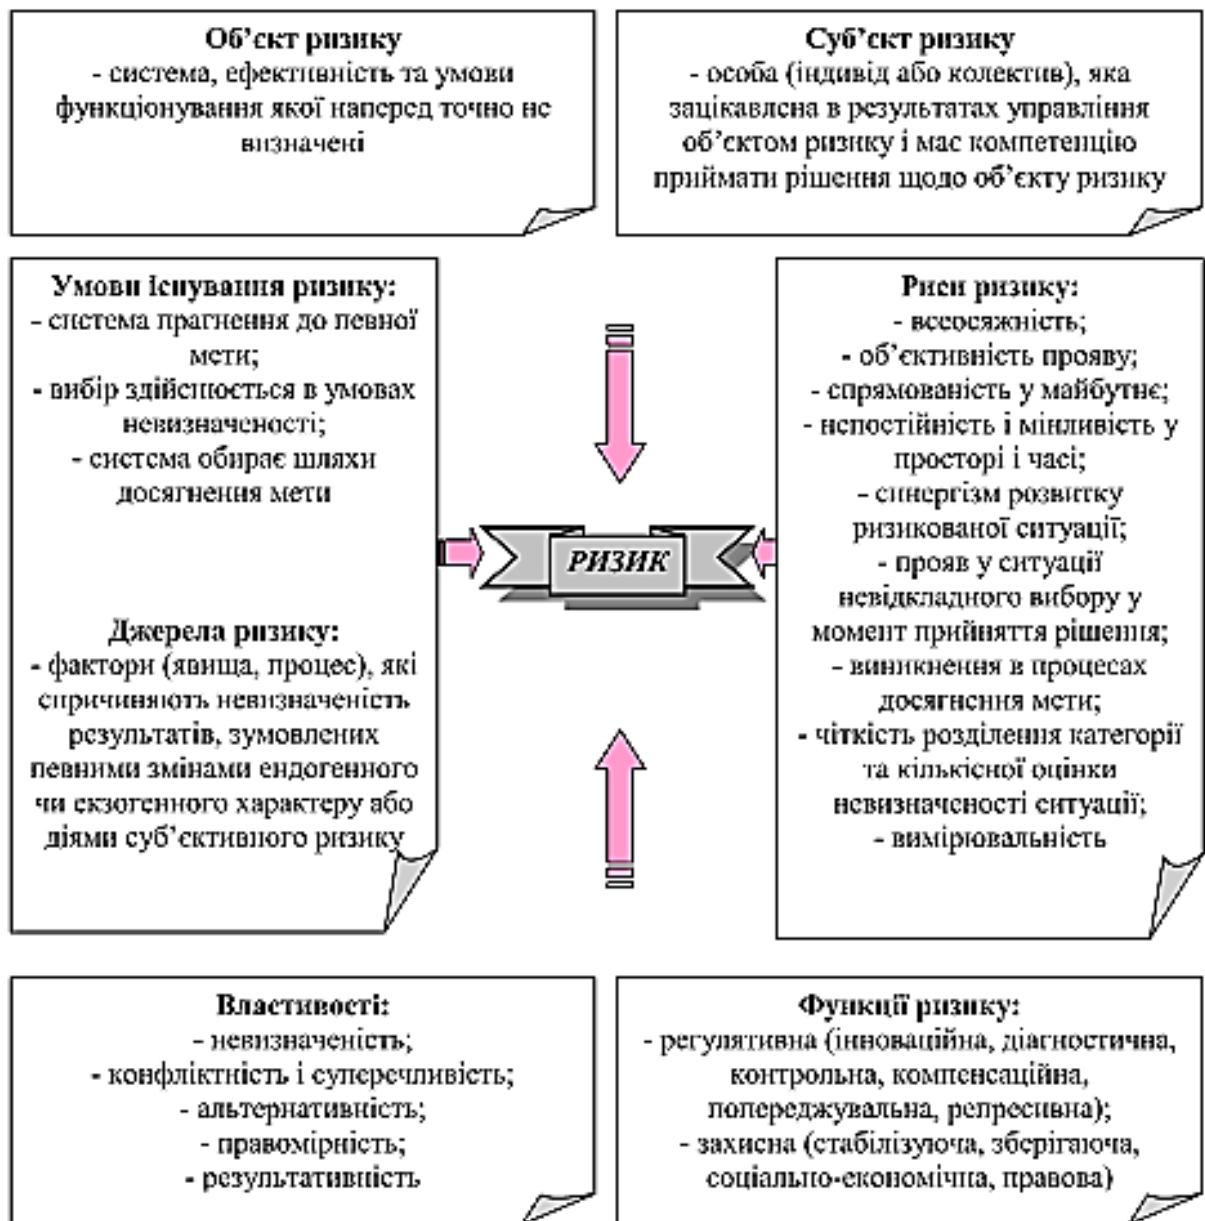 Об’єкт ризику
- система, ефективність та умови
функціонування якої наперед точно не
визначені
Суб’єкт ризику
- особа (індивід або колектив), яка
зацікавлена в результатах управління
об’єктом ризику і має компетенцію
приймати рішення щодо об’єкту ризику
Умови існування ризику:
- система прагнення до певної
мети;
- вибір здійснюється в умовах
невизначеності;
- система обирає шляхи
досягнення мети
Джерела ризику:
- фактори (явища, процес), які
спричиняють невизначеність
результатів, зумовлених
певними змінами ендогенного
чи екзогенного характеру або
діями суб’єктивного ризику
РИЗИК
Риси ризику:
- всеосяжність;
- об’єктивність прояву;
- спрямованість у майбутнє;
- непостійність і мінливість у
просторі і часі;
- синергізм розвитку
ризикованої ситуації;
- прояв у ситуації
невідкладного вибору у
момент прийняття рішення;
- виникнення в процесах
досягнення мети;
- чіткість розділення категорії
та кількісної оцінки
невизначеності ситуації;
- вимірювальність
Властивості:
- невизначеність;
- конфліктність і суперечливість;
- альтернативність;
- правомірність;
- результативність
Функції ризику:
- регулятивна (інноваційна, діагностична,
контрольна, компенсаційна,
попереджувальна, репресивна);
- захисна (стабілізуюча, зберігаюча,
соціально-економічна, правова)